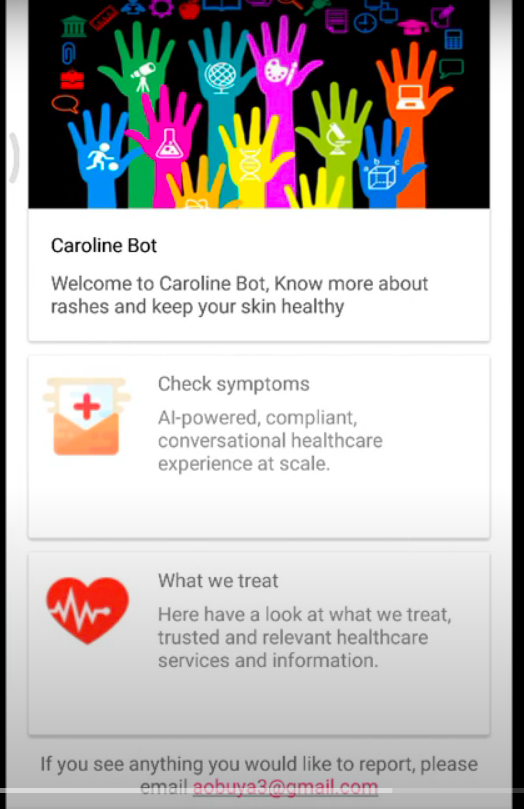 Caroline Bot
Welcome to Caroline Bot, Know more about
rashes and keep your skin healthy
Check symptoms
AI-powered, compliant,
conversational healthcare
experience at scale.
What we treat
Here have a look at what we treat,
trusted and relevant healthcare
services and information.
If you see anything you would like to report, please
email aobuya3@gmail.com